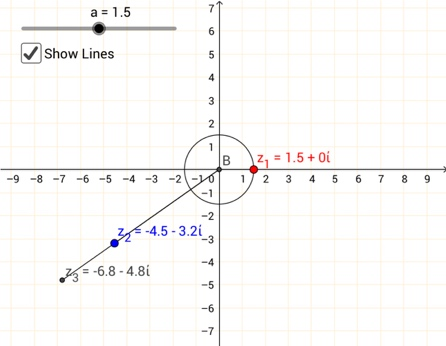 a = 1.5
Show Lines
7
6
5
4
3
2
1
B
z1 = 1.5 + 0i
-9 -8 -7 -6 -5 -4 -3 -2 -1 0 1 2 3 4 5 6 7 8 9
-1
-2
z2 = -4.5 - 3.2i
-3
-4
z3 = -6.8 - 4.8i
-5
-6
-7